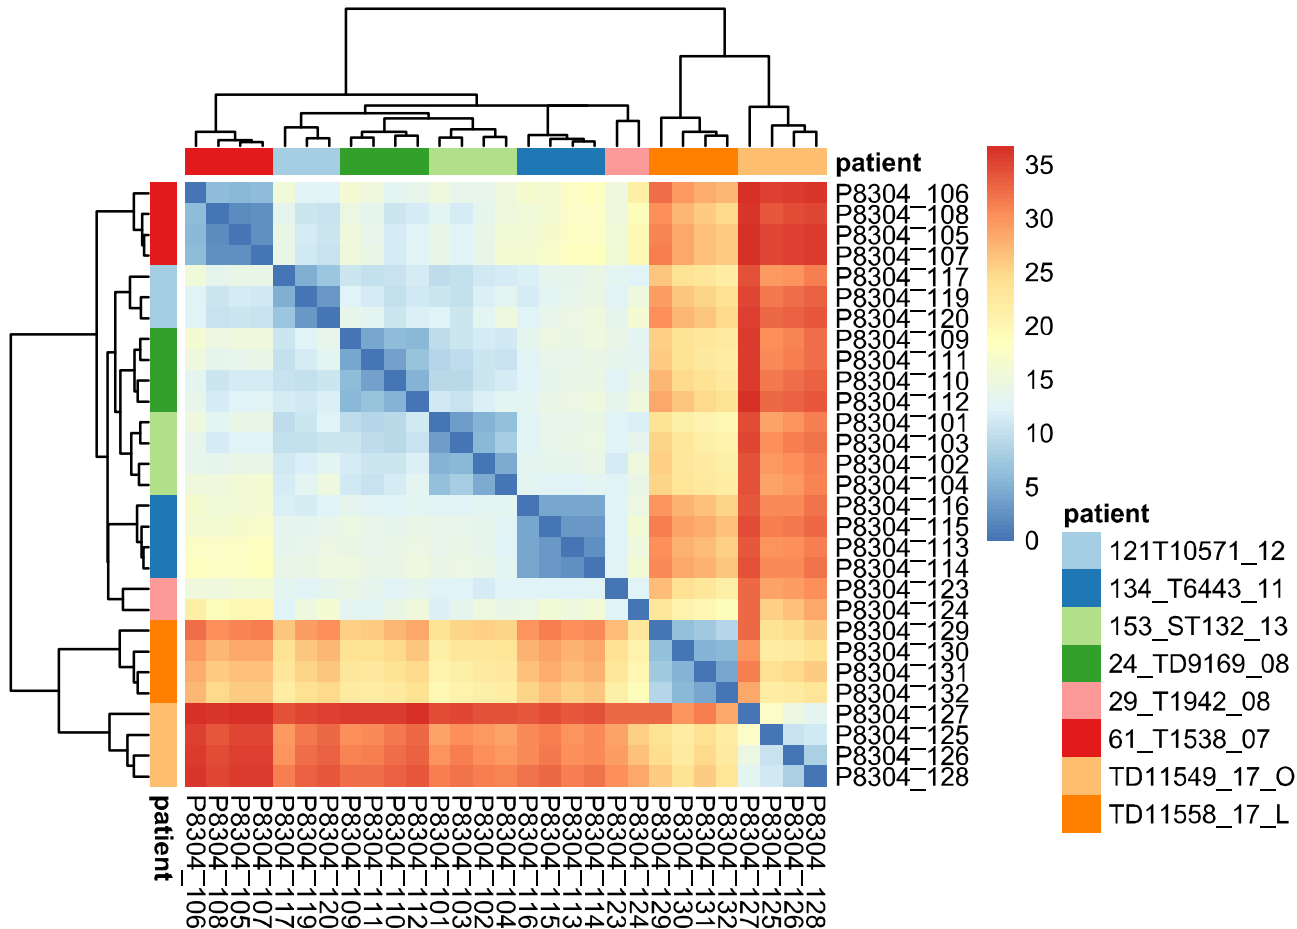 patient
P8304_106
P8304_108
P8304_105
P8304_107
P8304_117
P8304_119
P8304_120
P8304_109
P8304_111
P8304_110
P8304_112
P8304_101
P8304_103
P8304_102
P8304_104
P8304_116
P8304_115
P8304_113
P8304_114
P8304_123
P8304_124
P8304_129
P8304_130
P8304_131
P8304_132
P8304_127
P8304_125
P8304_126
P8304_128
35
30
25
20
15
10
5
0
patient
121T10571_12
134_T6443_11
153_ST132_13
24_TD9169_08
29_T1942_08
61_T1538_07
TD11549_17_O
TD11558_17_L
patient
P8304_106
P8304_108
P8304_105
P8304_107
P8304_117
P8304_119
P8304_120
P8304_109
P8304_111
P8304_110
P8304_112
P8304_101
P8304_103
P8304_102
P8304_104
P8304_116
P8304_115
P8304_113
P8304_114
P8304_123
P8304_124
P8304_129
P8304_130
P8304_131
P8304_132
P8304_127
P8304_125
P8304_126
P8304_128